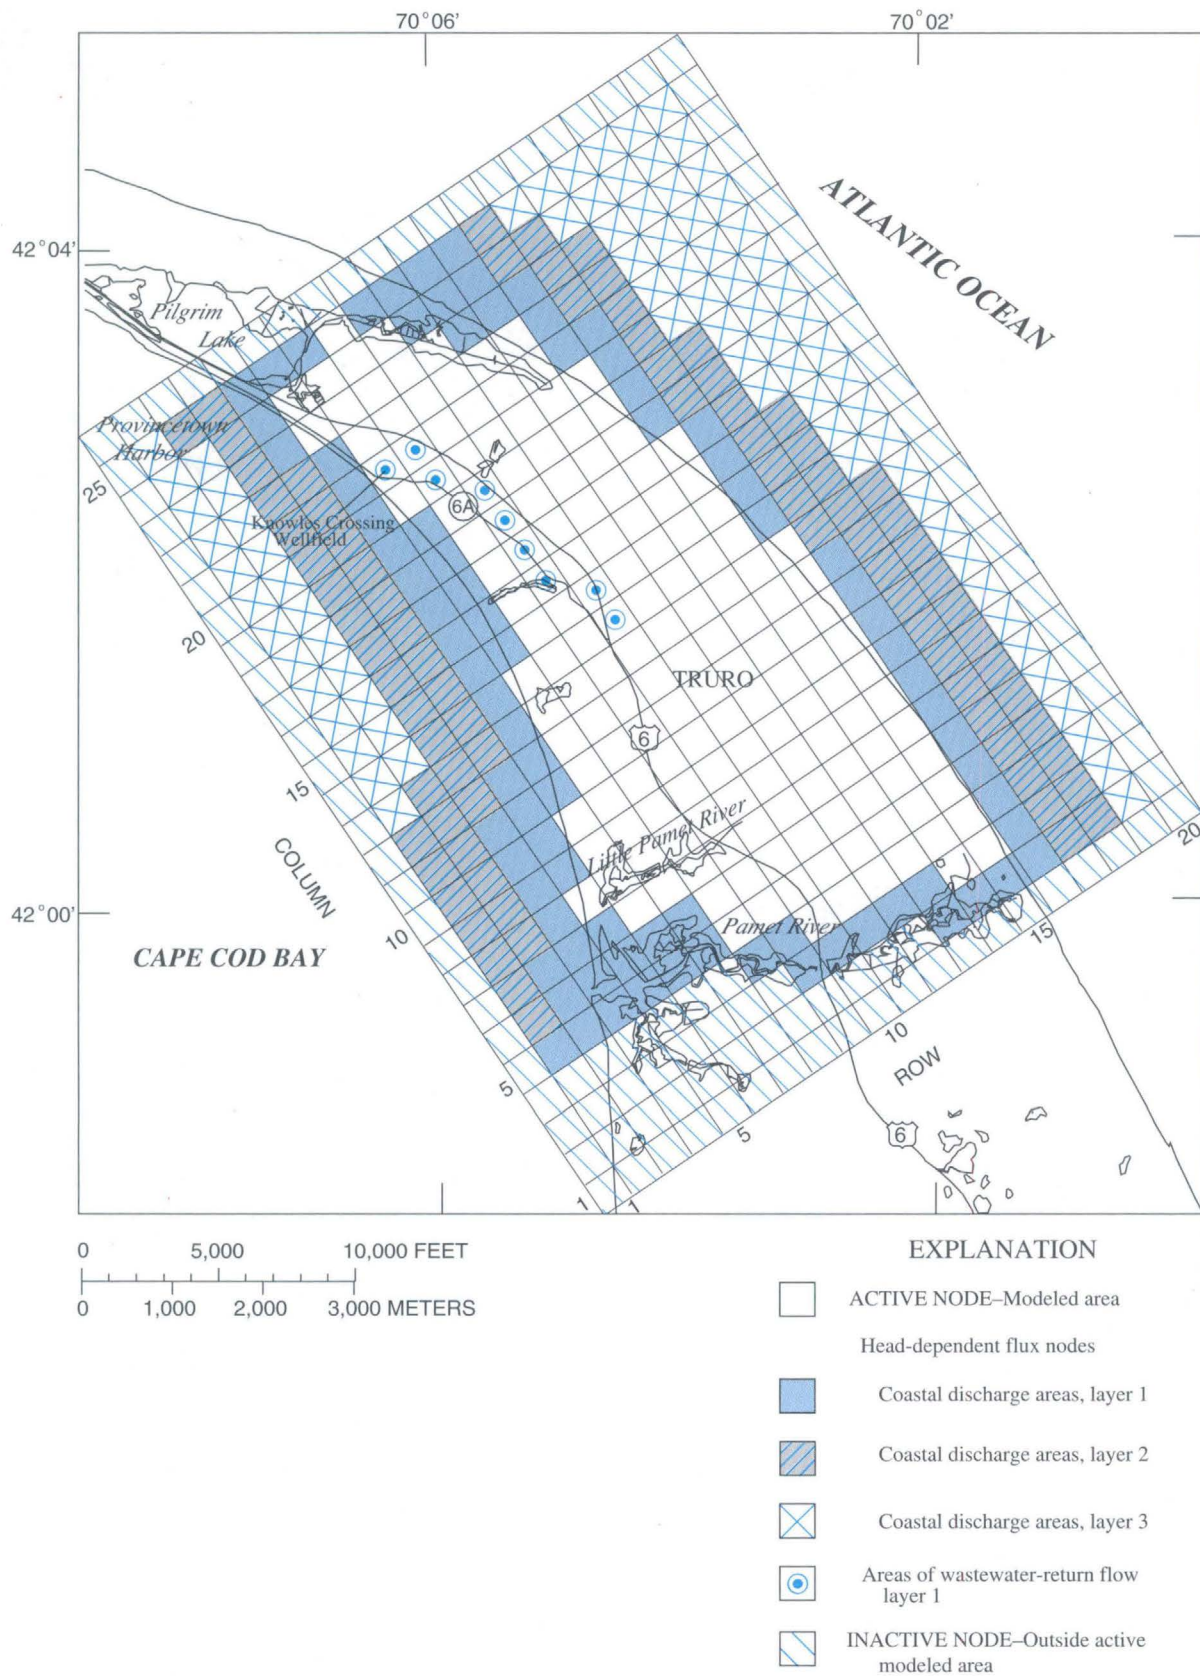 70°06' 70°02'
ATLANTIC OCEAN
42°04'
Pilgrim
Lake
Provincetown
Harbor
25
6A
Knowles Crossing
Wellfield
20
TRURO
6
15
Little Pamet River
COLUMN
20
42°00'
10
Pamet River
15
CAPE COD BAY
10
ROW
5
5
6
1 1
0 5,000 10,000 FEET
0 1,000 2,000 3,000 METERS
EXPLANATION
ACTIVE NODE–Modeled area
Head-dependent flux nodes
Coastal discharge areas, layer 1
Coastal discharge areas, layer 2
Coastal discharge areas, layer 3
Areas of wastewater-return flow
layer 1
INACTIVE NODE–Outside active
modeled area